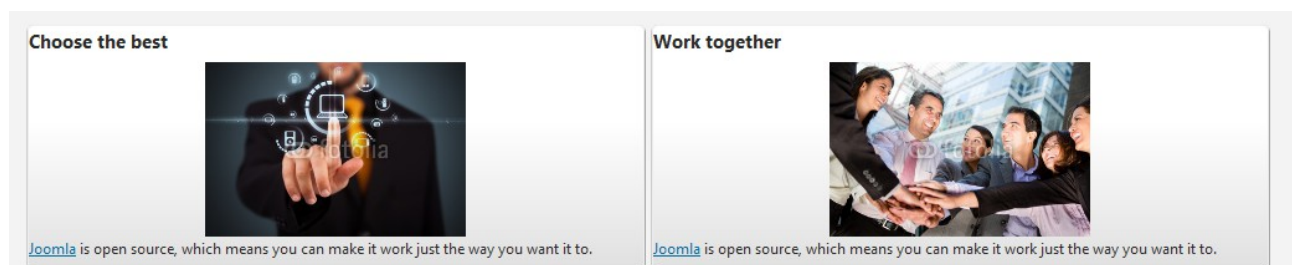 Choose the best
fotolia
Joomla is open source, which means you can make it work just the way you want it to.
Work together
fotolia
Joomla is open source, which means you can make it work just the way you want it to.